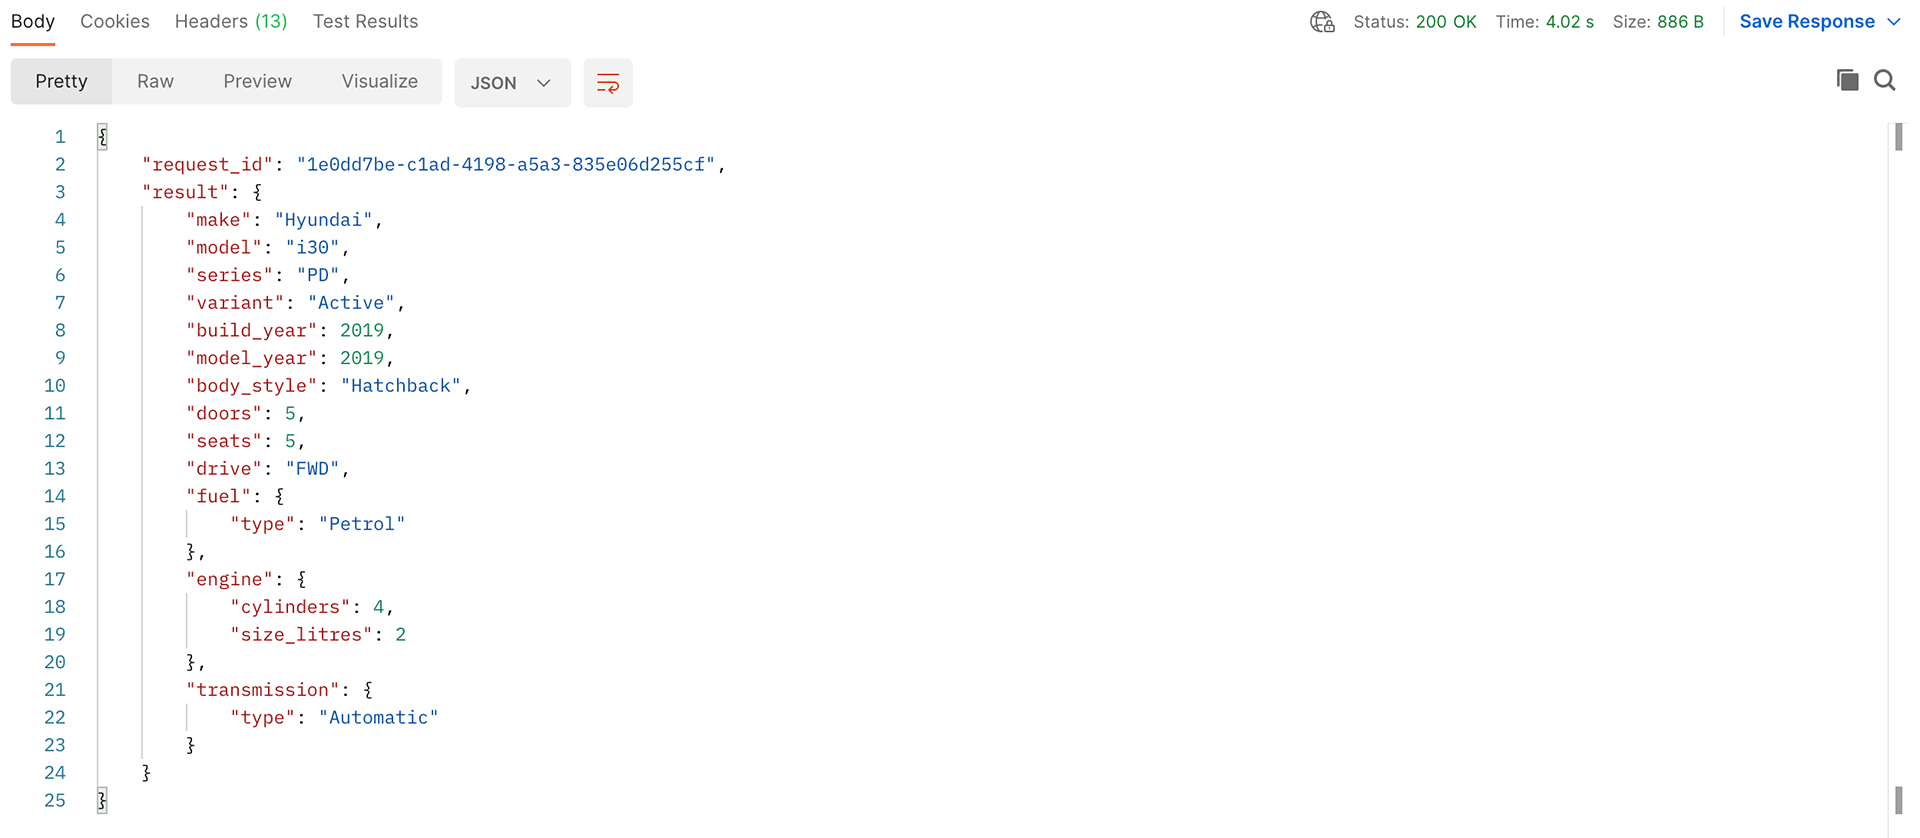 Body Cookies Headers (13) Test Results Status: 200 OK Time: 4.02 s Size: 886 B Save Response
Pretty Raw Preview Visualize JSON
1 {
2 "request_id": "1e0dd7be-c1ad-4198-a5a3-835e06d255cf",
3 "result": {
4 "make": "Hyundai",
5 "model": "i30",
6 "series": "PD",
7 "variant": "Active",
8 "build_year": 2019,
9 "model_year": 2019,
10 "body_style": "Hatchback",
11 "doors": 5,
12 "seats": 5,
13 "drive": "FWD",
14 "fuel": {
15 "type": "Petrol"
16 },
17 "engine": {
18 "cylinders": 4,
19 "size_litres": 2
20 },
21 "transmission": {
22 "type": "Automatic"
23 }
24 }
25 }